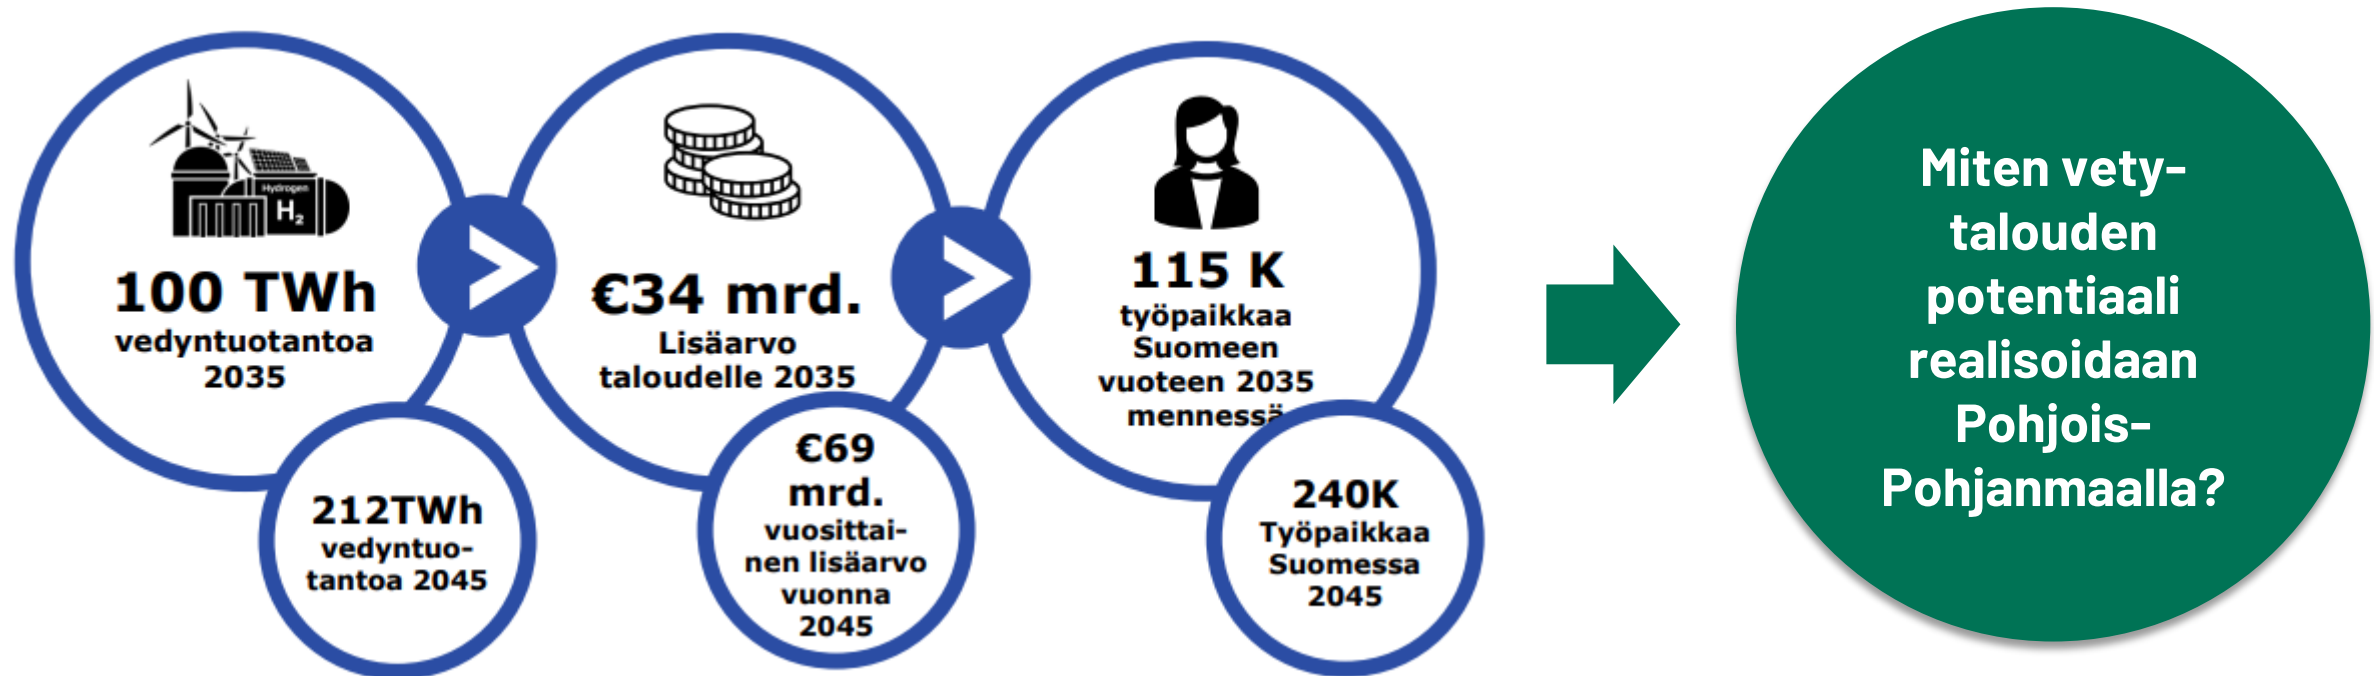 Hydrogen
H2
100 TWh
vedyntuotantoa
2035
212TWh
vedyntuo-
tantoa 2045
€34 mrd.
Lisäarvo
taloudelle 2035
€69
mrd.
vuosittai-
nen lisäarvo
vuonna
2045
115 K
työpaikkaa
Suomeen
vuoteen 2035
mennessä
240K
Työpaikkaa
Suomessa
2045
Miten vety-
talouden
potentiaali
realisoidaan
Pohjois-
Pohjanmaalla?